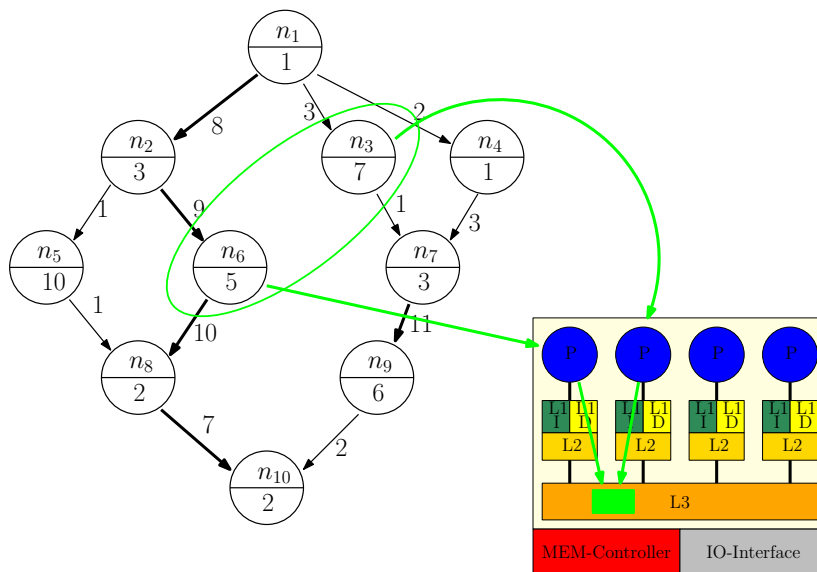 n1
1
8
3
2
n2
3
n3
7
n4
1
1
9
1
3
n5
10
n6
5
n7
3
1
10
11
n8
2
n9
6
7
2
n10
2
P P P P
L1 L1 L1 L1 L1 L1 L1 L1
I D I D I D I D
L2 L2 L2 L2
L3
MEM-Controller IO-Interface